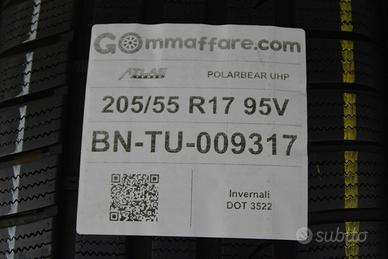 GOmmaffare.com
ATLAS POLARBEAR UHP
205/55 R17 95V
BN-TU-009317
Invernali
DOT 3522
subito